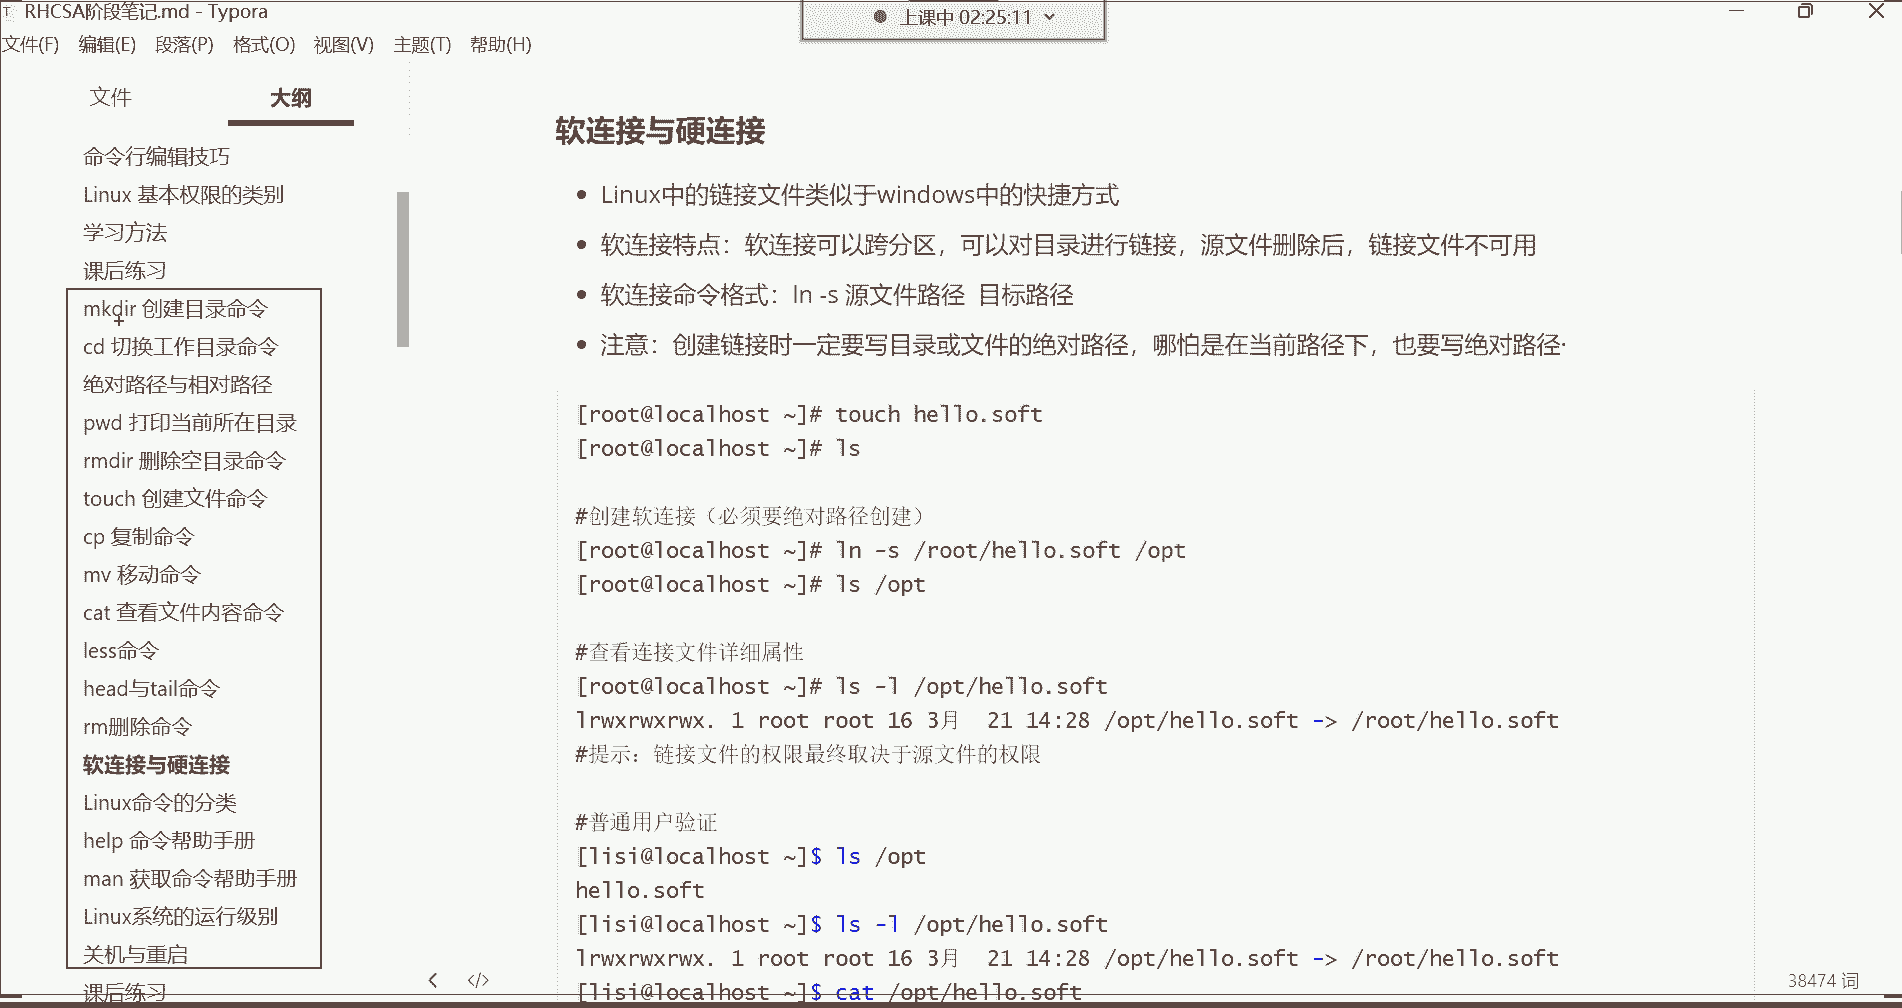 RHCSA阶段笔记.md - Typora
上课中 02:25:11
文件(F) 编辑(E) 段落(P) 格式(O) 视图(V) 主题(T) 帮助(H)
文件 大纲
命令行编辑技巧
Linux 基本权限的类别
学习方法
课后练习
mkdir 创建目录命令
cd 切换工作目录命令
绝对路径与相对路径
pwd 打印当前所在目录
rmdir 删除空目录命令
touch 创建文件命令
cp 复制命令
mv 移动命令
cat 查看文件内容命令
less命令
head与tail命令
rm删除命令
软连接与硬连接
Linux命令的分类
help 命令帮助手册
man 获取命令帮助手册
Linux系统的运行级别
关机与重启
课后练习
软连接与硬连接
Linux中的链接文件类似于windows中的快捷方式
软连接特点：软连接可以跨分区，可以对目录进行链接，源文件删除后，链接文件不可用
软连接命令格式：ln -s 源文件路径 目标路径
注意：创建链接时一定要写目录或文件的绝对路径，哪怕是在当前路径下，也要写绝对路径·
[root@localhost ~]# touch hello.soft
[root@localhost ~]# ls
#创建软连接（必须要绝对路径创建）
[root@localhost ~]# ln -s /root/hello.soft /opt
[root@localhost ~]# ls /opt
#查看连接文件详细属性
[root@localhost ~]# ls -l /opt/hello.soft
lrwxrwxrwx. 1 root root 16 3月  21 14:28 /opt/hello.soft -> /root/hello.soft
#提示：链接文件的权限最终取决于源文件的权限
#普通用户验证
[lisi@localhost ~]$ ls /opt
hello.soft
[lisi@localhost ~]$ ls -l /opt/hello.soft
lrwxrwxrwx. 1 root root 16 3月  21 14:28 /opt/hello.soft -> /root/hello.soft
[lisi@localhost ~]$ cat /opt/hello.soft
38474 词